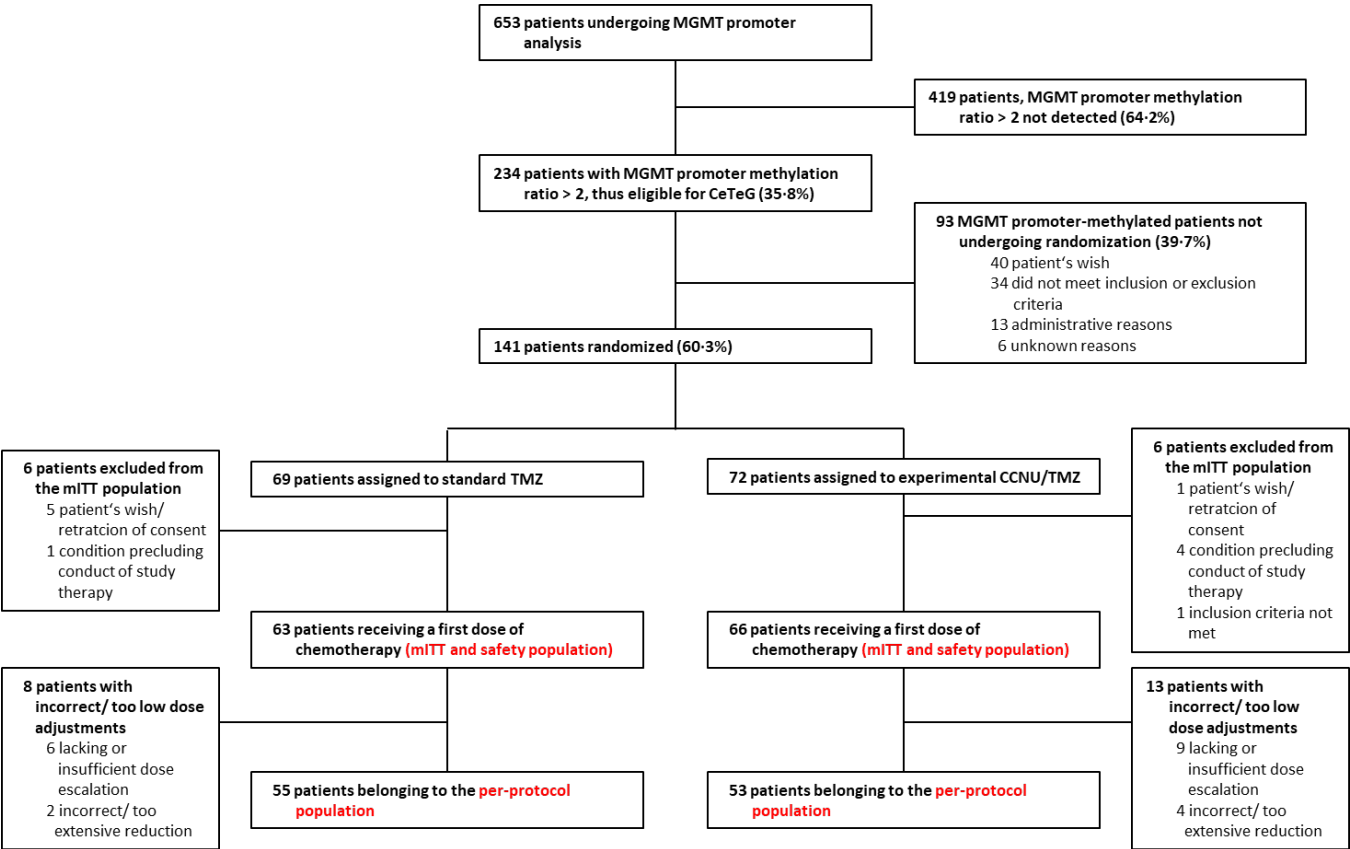 653 patients undergoing MGMT promoter
analysis
419 patients, MGMT promoter methylation
ratio > 2 not detected (64·2%)
234 patients with MGMT promoter methylation
ratio > 2, thus eligible for CeTeG (35·8%)
93 MGMT promoter-methylated patients not
undergoing randomization (39·7%)
40 patient‘s wish
34 did not meet inclusion or exclusion
criteria
13 administrative reasons
6 unknown reasons
141 patients randomized (60·3%)
6 patients excluded from
the mITT population
5 patient‘s wish/
retratcion of consent
1 condition precluding
conduct of study
therapy
69 patients assigned to standard TMZ
72 patients assigned to experimental CCNU/TMZ
6 patients excluded from
the mITT population
1 patient‘s wish/
retratcion of
consent
4 condition precluding
conduct of study
therapy
1 inclusion criteria not
met
63 patients receiving a first dose of
chemotherapy (mITT and safety population)
66 patients receiving a first dose of
chemotherapy (mITT and safety population)
8 patients with
incorrect/ too low dose
adjustments
6 lacking or
insufficient dose
escalation
2 incorrect/ too
extensive reduction
13 patients with
incorrect/ too low
dose adjustments
9 lacking or
insufficient dose
escalation
4 incorrect/ too
extensive reduction
55 patients belonging to the per-protocol
population
53 patients belonging to the per-protocol
population